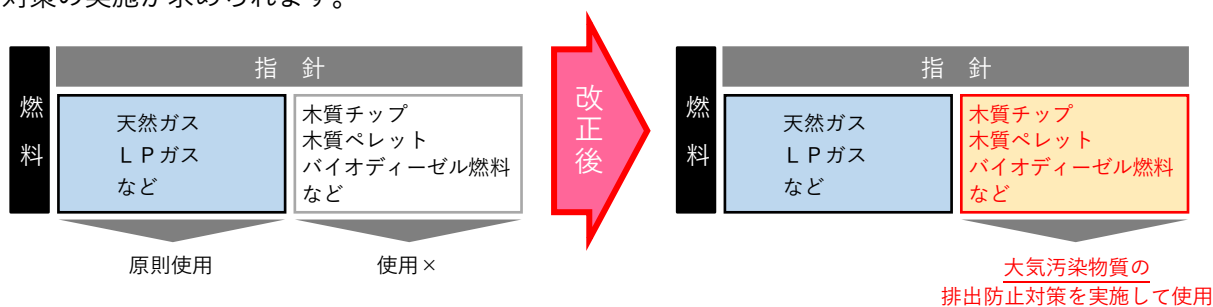 対策の実施が求められます。
燃料
指 針
天然ガス
ＬＰガス
など
木質チップ
木質ペレット
バイオディーゼル燃料
など
原則使用
使用×
改正後
燃料
指 針
天然ガス
ＬＰガス
など
木質チップ
木質ペレット
バイオディーゼル燃料
など
大気汚染物質の
排出防止対策を実施して使用